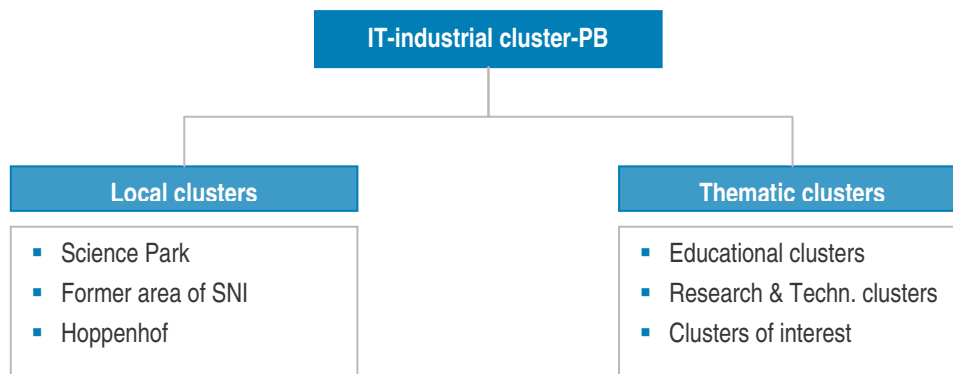 IT-industrial cluster-PB
Local clusters
Science Park
Former area of SNI
Hoppenhof
Thematic clusters
Educational clusters
Research & Techn. clusters
Clusters of interest